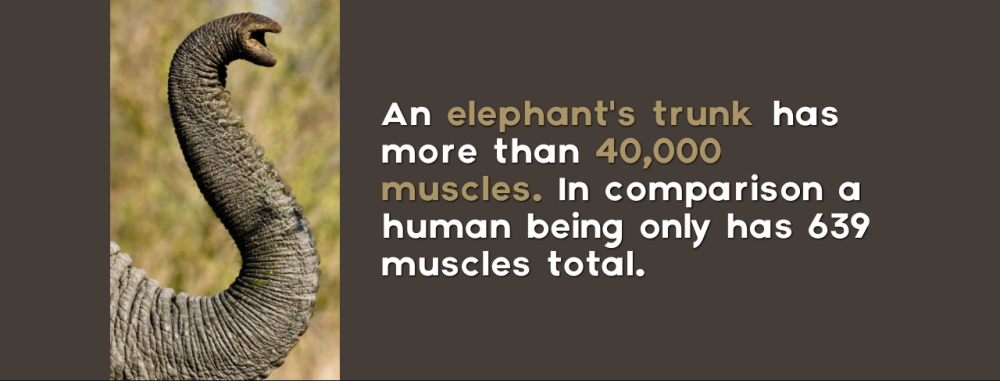 An elephant's trunk has
more than 40,000
muscles. In comparison a
human being only has 639
muscles total.